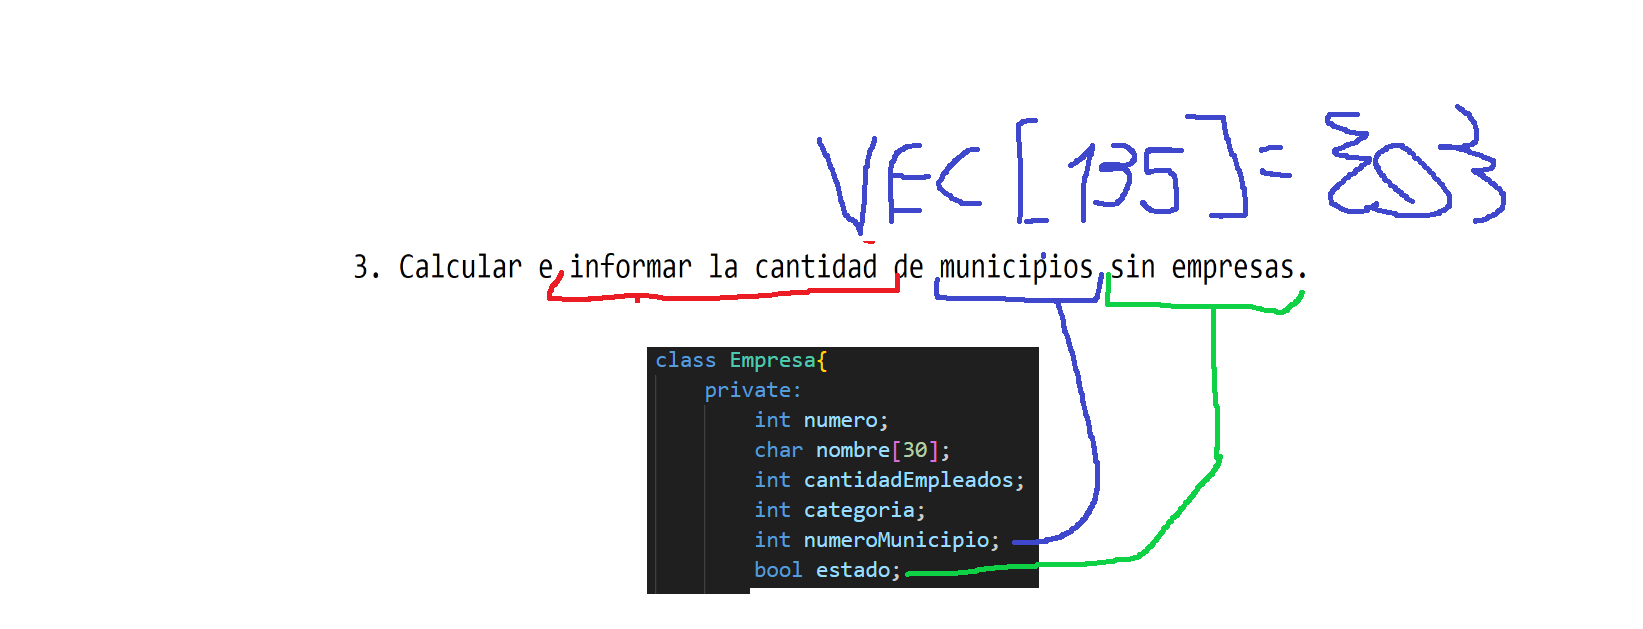 VEC[135]={0}
3. Calcular e informar la cantidad de municipios sin empresas.
class Empresa{
private:
int numero;
char nombre[30];
int cantidadEmpleados;
int categoria;
int numeroMunicipio;
bool estado;